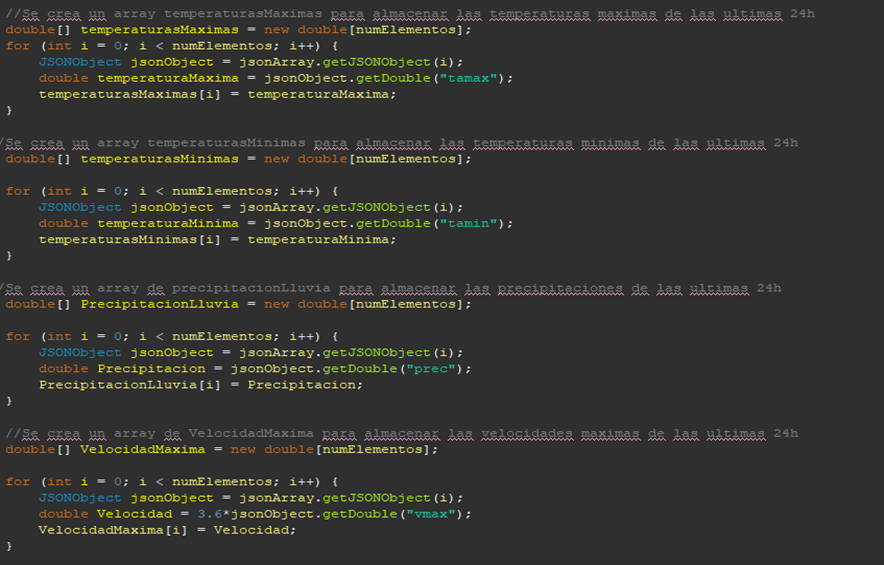 //Se crea un array temperaturasMaximas para almacenar las temperaturas maximas de las ultimas 24h
double[] temperaturasMaximas = new double[numElementos];
for (int i = 0; i < numElementos; i++) {
    JSONObject jsonObject = jsonArray.getJSONObject(i);
    double temperaturaMaxima = jsonObject.getDouble("tamax");
    temperaturasMaximas[i] = temperaturaMaxima;
}
/Se crea un array temperaturasMinimas para almacenar las temperaturas minimas de las ultimas 24h
double[] temperaturasMinimas = new double[numElementos];
for (int i = 0; i < numElementos; i++) {
    JSONObject jsonObject = jsonArray.getJSONObject(i);
    double temperaturaMinima = jsonObject.getDouble("tamin");
    temperaturasMinimas[i] = temperaturaMinima;
}
/Se crea un array de precipitacionLluvia para almacenar las precipitaciones de las ultimas 24h
double[] PrecipitacionLluvia = new double[numElementos];
for (int i = 0; i < numElementos; i++) {
    JSONObject jsonObject = jsonArray.getJSONObject(i);
    double Precipitacion = jsonObject.getDouble("prec");
    PrecipitacionLluvia[i] = Precipitacion;
}
//Se crea un array de VelocidadMaxima para almacenar las velocidades maximas de las ultimas 24h
double[] VelocidadMaxima = new double[numElementos];
for (int i = 0; i < numElementos; i++) {
    JSONObject jsonObject = jsonArray.getJSONObject(i);
    double Velocidad = 3.6*jsonObject.getDouble("vmax");
    VelocidadMaxima[i] = Velocidad;
}